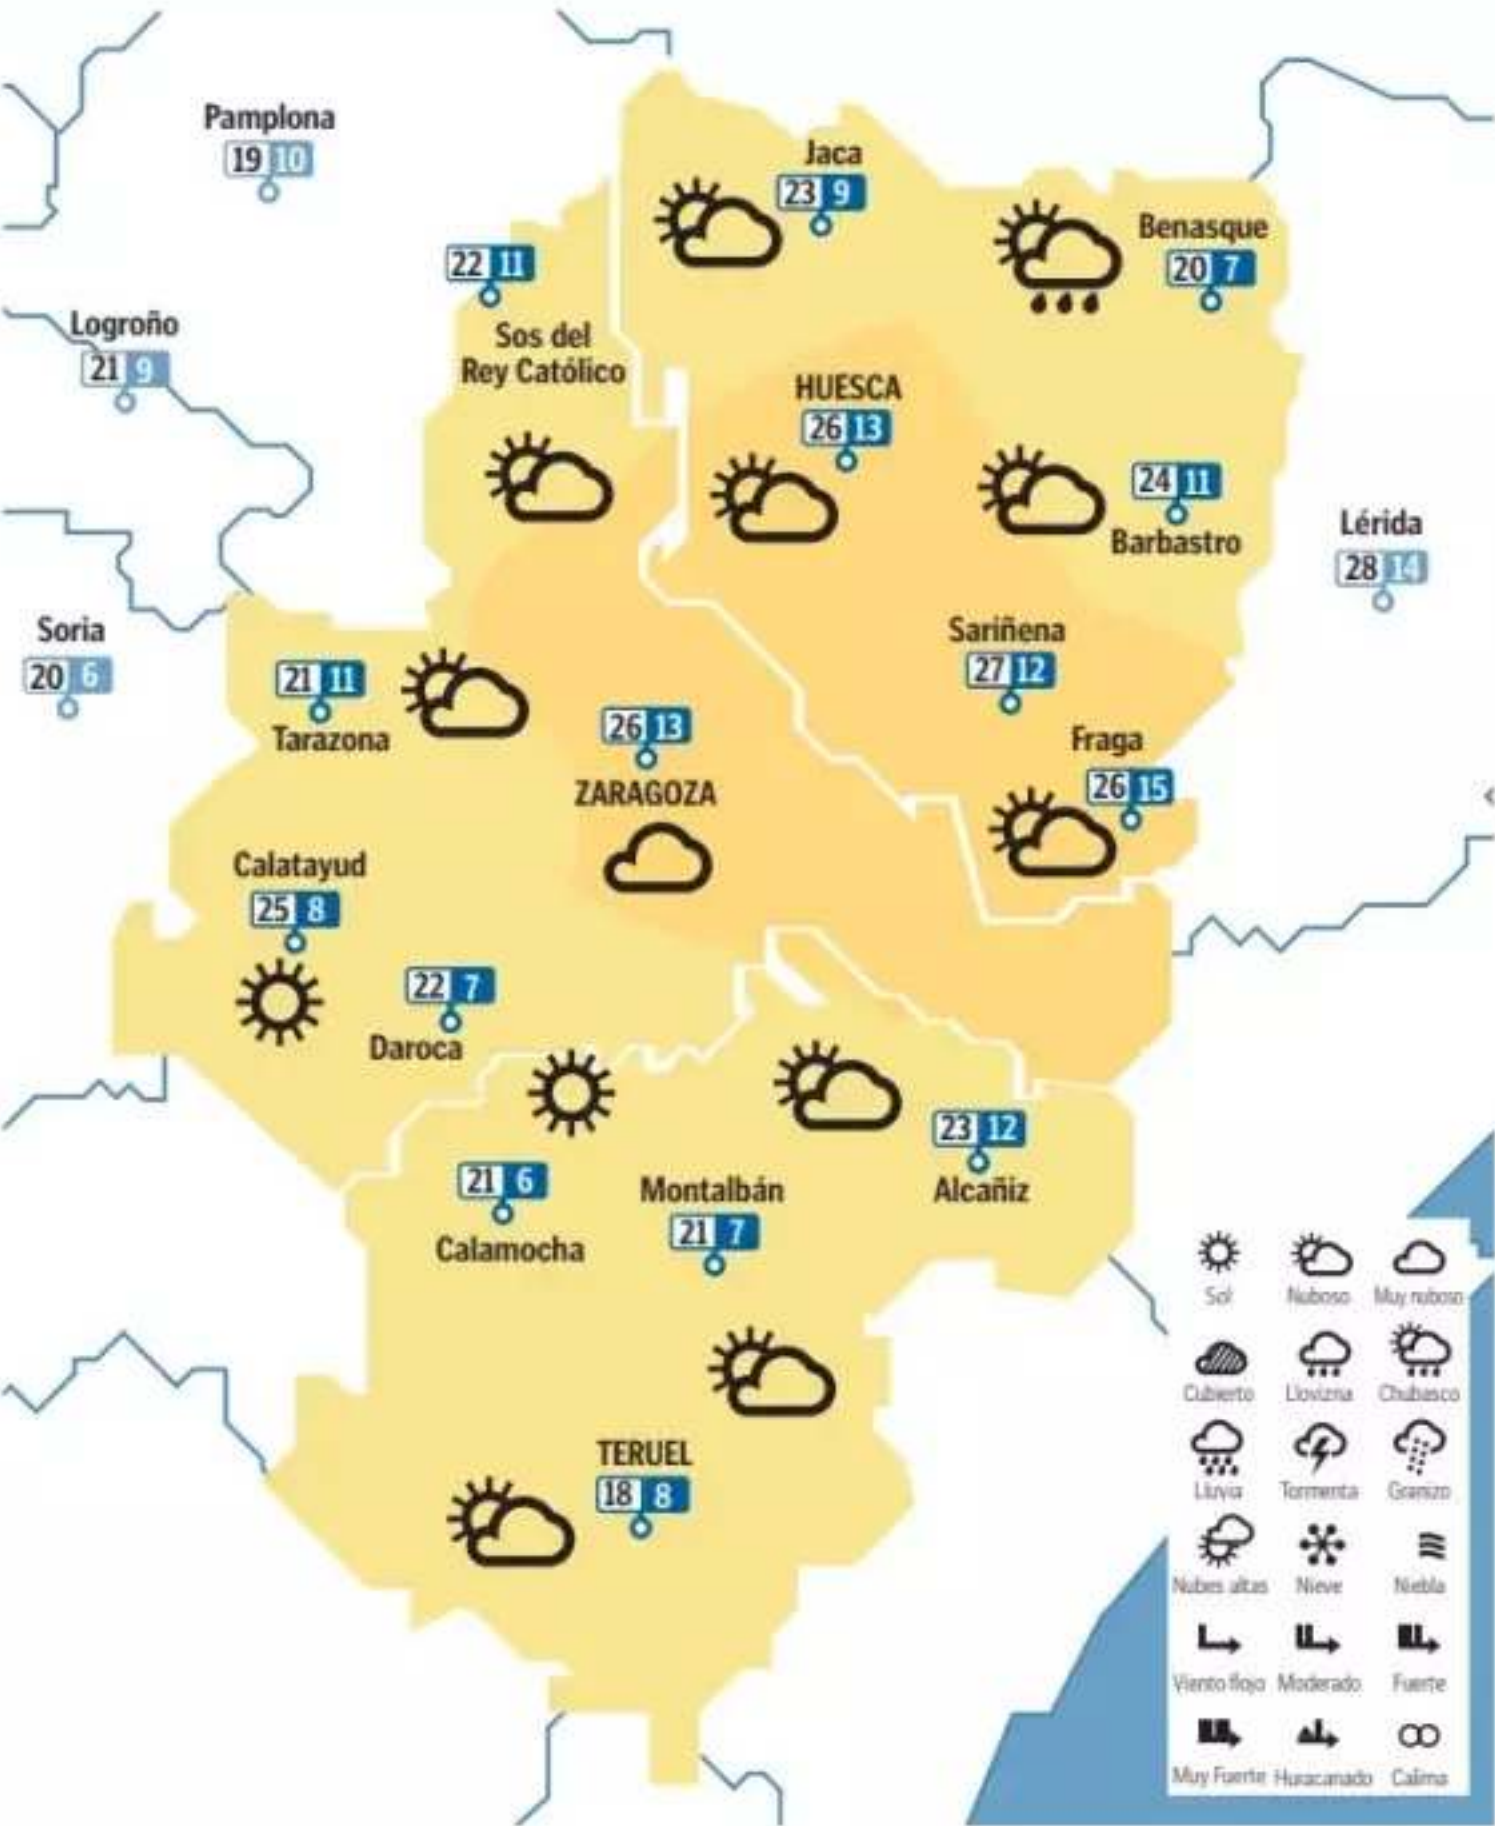 Pamplona
19 10
Jaca
23 9
Benasque
20 7
22 11
Sos del
Rey Católico
Logroño
21 9
HUESCA
26 13
24 11
Barbastro
Lérida
28 14
Soria
20 6
Sariñena
27 12
21 11
Tarazona
26 13
ZARAGOZA
Fraga
26 15
Calatayud
25 8
22 7
Daroca
23 12
Alcañiz
21 6
Calamocha
Montalbán
21 7
TERUEL
18 8
Sol Nuboso Muy nuboso
Cubierto Llovizna Chubasco
Lluvia Tormenta Granizo
Nubes altas Nieve Niebla
Viento flojo Moderado Fuerte
Muy Fuerte Huracanado Calima